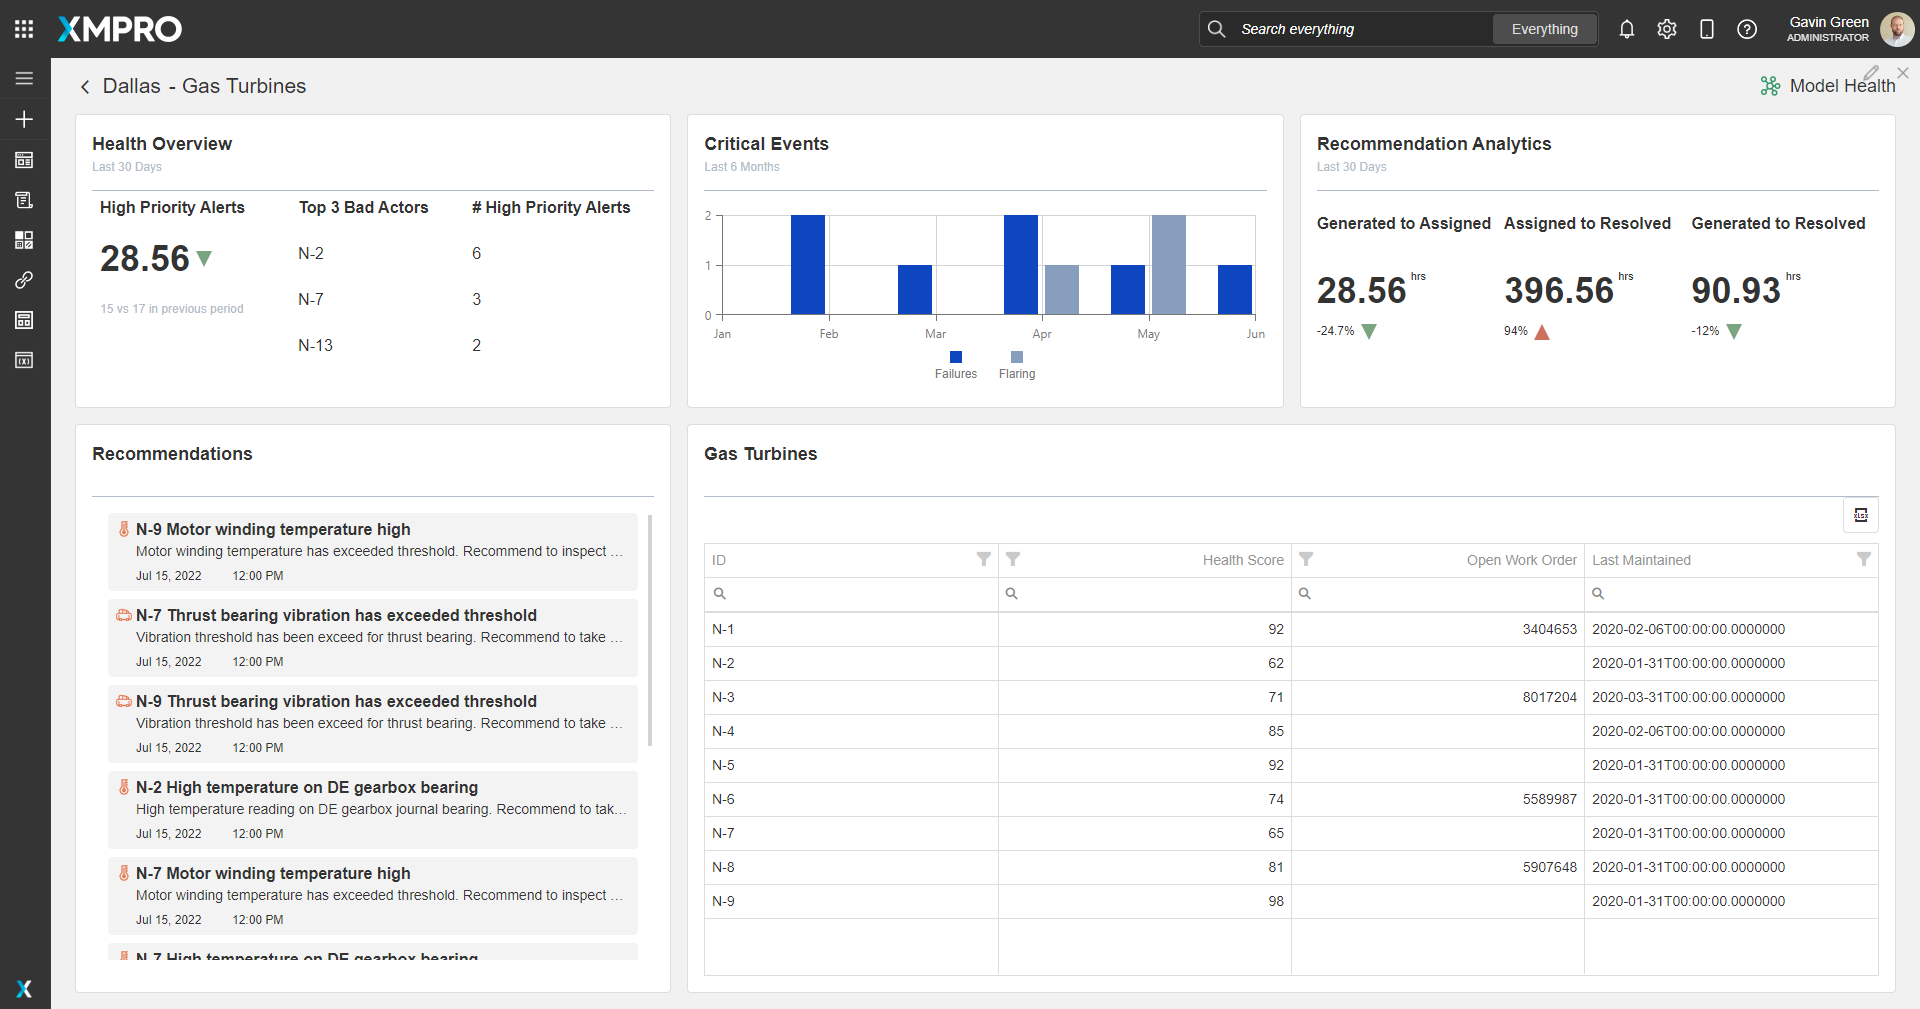 XMPRO
Search everything
Everything
Gavin Green
ADMINISTRATOR
Dallas - Gas Turbines
Model Health
Health Overview
Last 30 Days
High Priority Alerts
Top 3 Bad Actors
# High Priority Alerts
28.56
15 vs 17 in previous period
N-2 6
N-7 3
N-13 2
Critical Events
Last 6 Months
2
1
0
Jan Feb Mar Apr May Jun
Failures Flaring
Recommendation Analytics
Last 30 Days
Generated to Assigned Assigned to Resolved Generated to Resolved
28.56 hrs 396.56 hrs 90.93 hrs
-24.7% 94% -12%
Recommendations
N-9 Motor winding temperature high
Motor winding temperature has exceeded threshold. Recommend to inspect ...
Jul 15, 2022 12:00 PM
N-7 Thrust bearing vibration has exceeded threshold
Vibration threshold has been exceed for thrust bearing. Recommend to take ...
Jul 15, 2022 12:00 PM
N-9 Thrust bearing vibration has exceeded threshold
Vibration threshold has been exceed for thrust bearing. Recommend to take ...
Jul 15, 2022 12:00 PM
N-2 High temperature on DE gearbox bearing
High temperature reading on DE gearbox journal bearing. Recommend to tak...
Jul 15, 2022 12:00 PM
N-7 Motor winding temperature high
Motor winding temperature has exceeded threshold. Recommend to inspect ...
Jul 15, 2022 12:00 PM
N-7 High temperature on DE gearbox bearing
Gas Turbines
XLSX
ID Health Score Open Work Order Last Maintained
N-1 92 3404653 2020-02-06T00:00:00.0000000
N-2 62 2020-01-31T00:00:00.0000000
N-3 71 8017204 2020-03-31T00:00:00.0000000
N-4 85 2020-02-06T00:00:00.0000000
N-5 92 2020-01-31T00:00:00.0000000
N-6 74 5589987 2020-01-31T00:00:00.0000000
N-7 65 2020-01-31T00:00:00.0000000
N-8 81 5907648 2020-01-31T00:00:00.0000000
N-9 98 2020-01-31T00:00:00.0000000